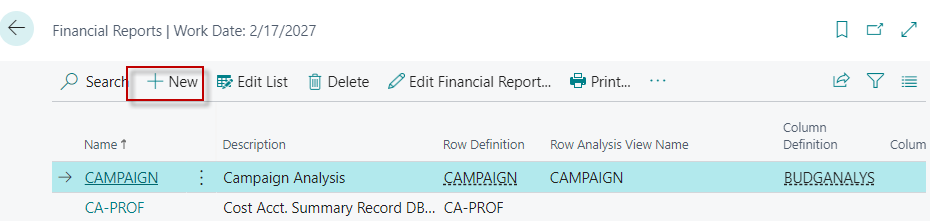 Financial Reports | Work Date: 2/17/2027
Search New Edit List Delete Edit Financial Report... Print... ...
Column
Name ↑ Description Row Definition Row Analysis View Name Definition Colum
→ CAMPAIGN Campaign Analysis CAMPAIGN CAMPAIGN BUDGANALYS
CA-PROF Cost Acct. Summary Record DB... CA-PROF